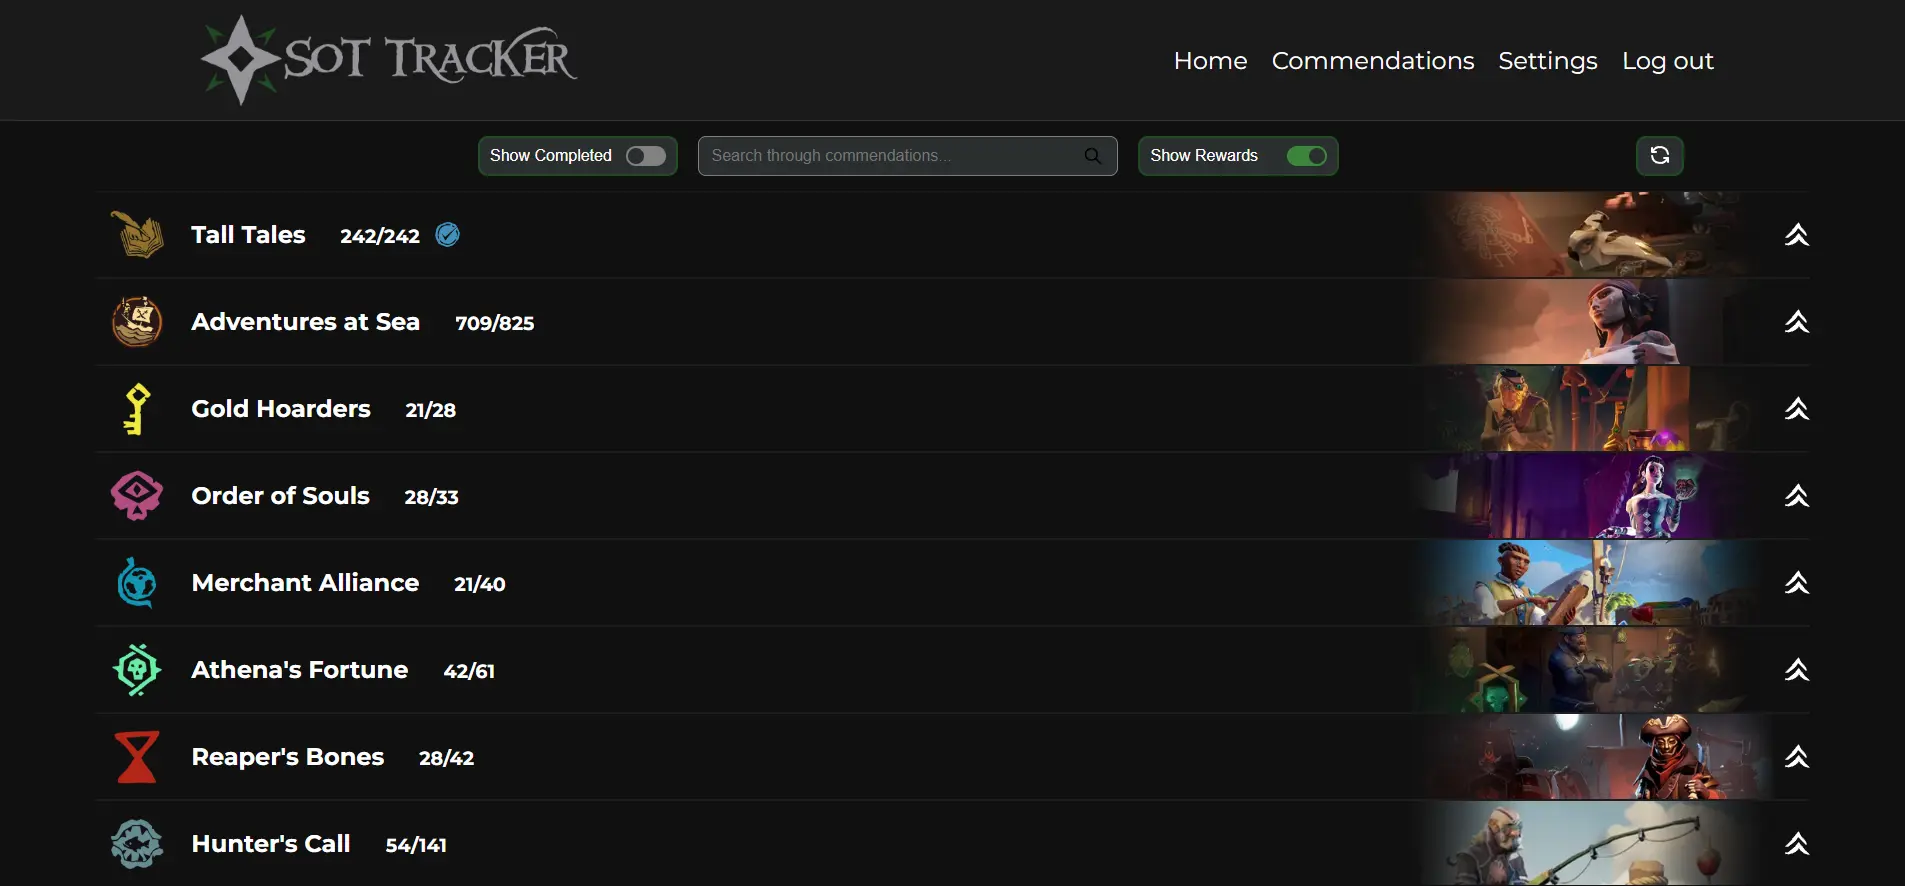 SOT TRACKER
Home Commendations Settings Log out
Show Completed
Search through commendations...
Show Rewards
Tall Tales 242/242
Adventures at Sea 709/825
Gold Hoarders 21/28
Order of Souls 28/33
Merchant Alliance 21/40
Athena's Fortune 42/61
Reaper's Bones 28/42
Hunter's Call 54/141